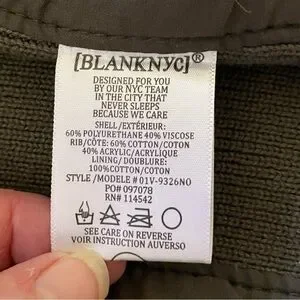 [BLANKNYC]®
DESIGNED FOR YOU
BY OUR NYC TEAM
IN THE CITY THAT
NEVER SLEEPS
BECAUSE WE CARE
SHELL/EXTÉRIEUR:
60% POLYURETHANE 40% VISCOSE
RIB/CÔTE: 60% COTTON/COTON
40% ACRYLIC/ACRYLIQUE
LINING/DOUBLURE:
100%COTTON/COTON
STYLE /MODELE # 01V-9326NO
PO# 097078
RN# 114542
SEE CARE ON REVERSE
VOIR INSTRUCTION AUVERSO